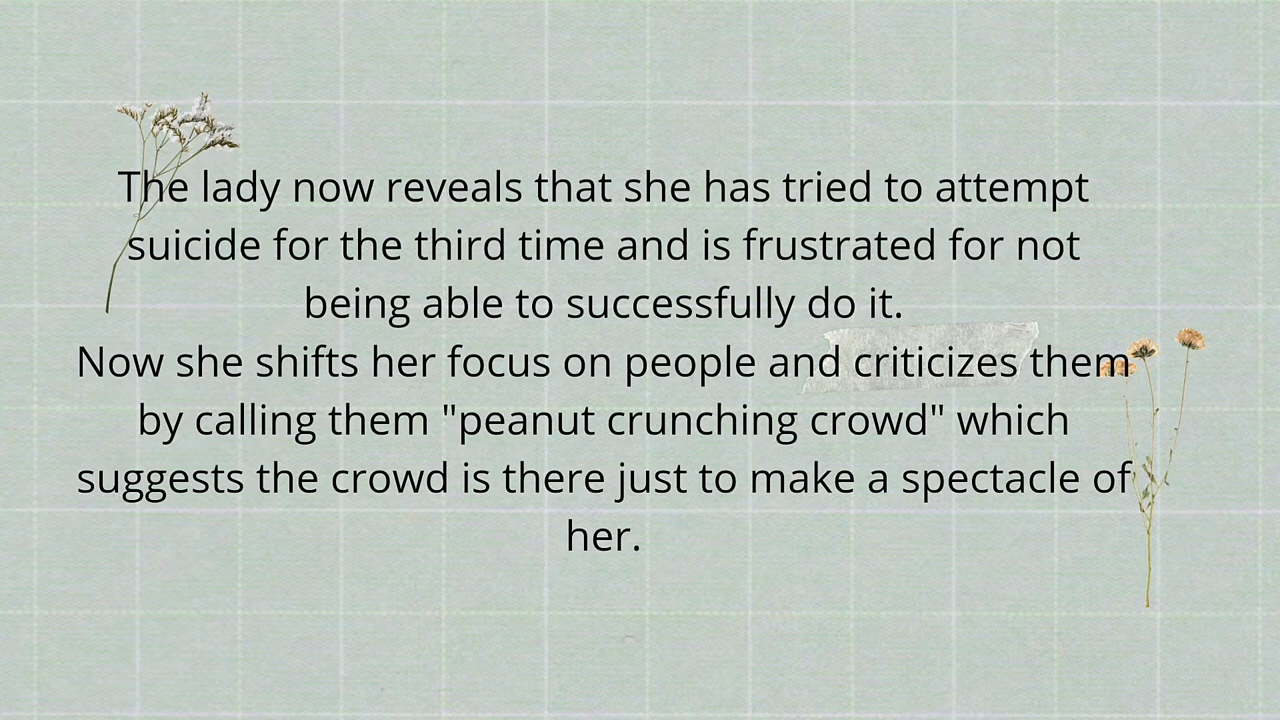 The lady now reveals that she has tried to attempt
suicide for the third time and is frustrated for not
being able to successfully do it.
Now she shifts her focus on people and criticizes them
by calling them "peanut crunching crowd" which
suggests the crowd is there just to make a spectacle of
her.